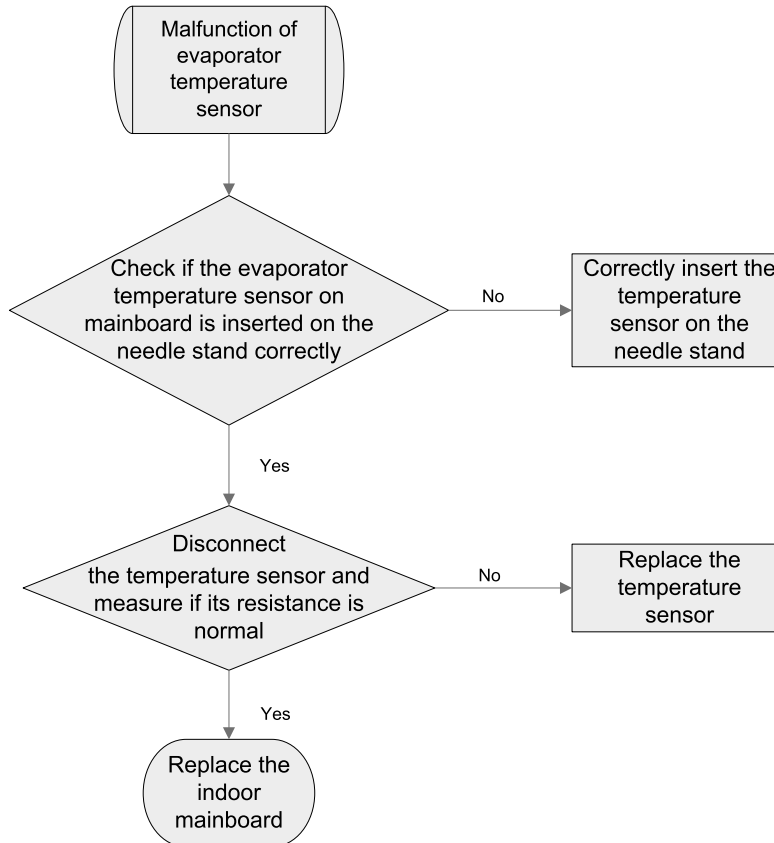 Malfunction of
evaporator
temperature
sensor
Check if the evaporator
temperature sensor on
mainboard is inserted on the
needle stand correctly
No
Correctly insert the
temperature
sensor on the
needle stand
Yes
Disconnect
the temperature sensor and
measure if its resistance is
normal
No
Replace the
temperature
sensor
Yes
Replace the
indoor
mainboard